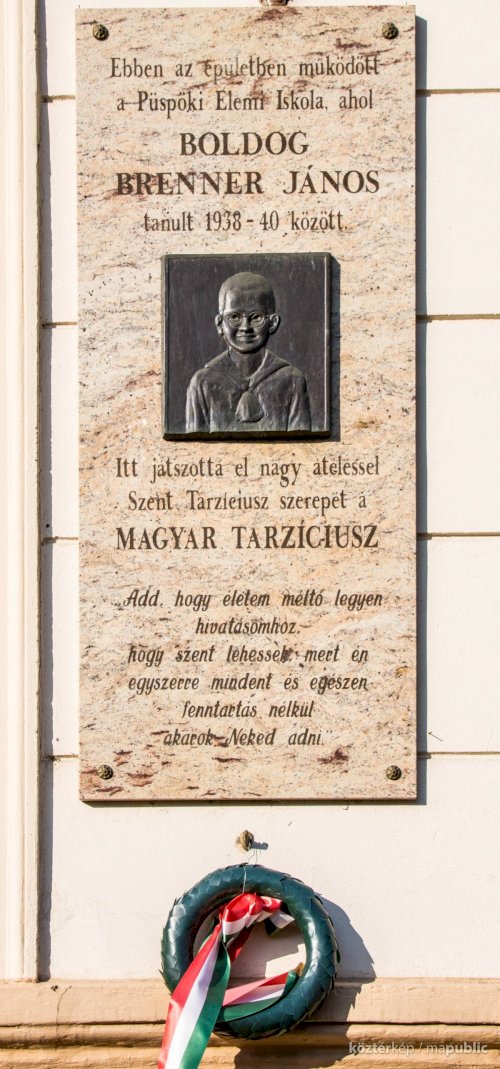 Ebben az épületben működött
a Püspöki Elemi Iskola, ahol
BOLDOG
BRENNER JÁNOS
tanult 1938-40 között.
Itt játszotta el nagy átéléssel
Szent Tarzíciusz szerepét a
MAGYAR TARZÍCIUSZ
„Add, hogy életem méltó legyen
hivatásomhoz,
hogy szent lehessek, mert én
egyszerre mindent és egészen
fenntartás nélkül
akarok Neked adni.”
köztérkép / mapublic